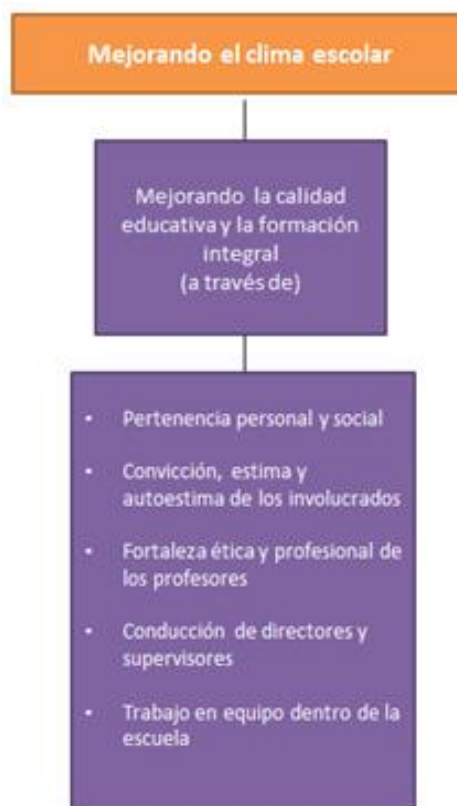 Mejorando el clima escolar
Mejorando la calidad
educativa y la formación
integral
(a través de)
• Pertenencia personal y social
• Convicción, estima y
autoestima de los involucrados
• Fortaleza ética y profesional de
los profesores
• Conducción de directores y
supervisores
• Trabajo en equipo dentro de la
escuela